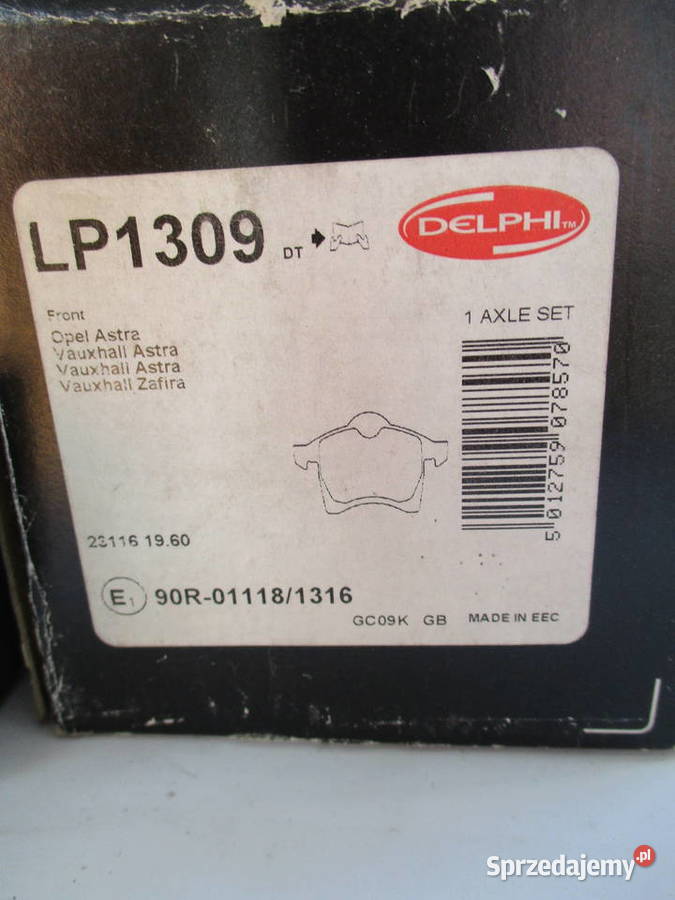 LP1309 DT
DELPHI™
Front
Opel Astra
Vauxhall Astra
Vauxhall Astra
Vauxhall Zafira
1 AXLE SET
5 012759 078570
23116 19.60
E1 90R-01118/1316
GC09K GB MADE IN EEC
Sprzedajemy.pl